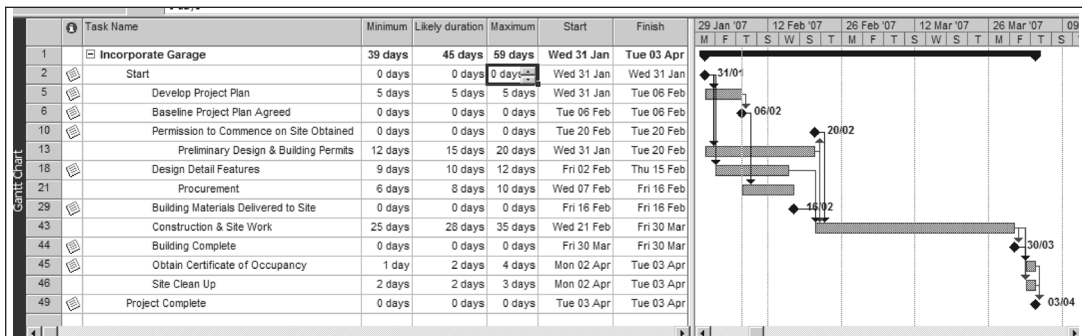 Task Name Minimum Likely duration Maximum Start Finish 29 Jan '07 12 Feb '07 26 Feb '07 12 Mar '07 26 Mar '07 09
M F T S W S T M F T S W S T M F T S
1 Incorporate Garage 39 days 45 days 59 days Wed 31 Jan Tue 03 Apr
2 Start 0 days 0 days 0 days Wed 31 Jan Wed 31 Jan 31/01
5 Develop Project Plan 5 days 5 days 5 days Wed 31 Jan Tue 06 Feb
6 Baseline Project Plan Agreed 0 days 0 days 0 days Tue 06 Feb Tue 06 Feb 06/02
10 Permission to Commence on Site Obtained 0 days 0 days 0 days Tue 20 Feb Tue 20 Feb 20/02
13 Preliminary Design & Building Permits 12 days 15 days 20 days Wed 31 Jan Tue 20 Feb
18 Design Detail Features 9 days 10 days 12 days Fri 02 Feb Thu 15 Feb
21 Procurement 6 days 8 days 10 days Wed 07 Feb Fri 16 Feb
29 Building Materials Delivered to Site 0 days 0 days 0 days Fri 16 Feb Fri 16 Feb 16/02
43 Construction & Site Work 25 days 28 days 35 days Wed 21 Feb Fri 30 Mar
44 Building Complete 0 days 0 days 0 days Fri 30 Mar Fri 30 Mar 30/03
45 Obtain Certificate of Occupancy 1 day 2 days 4 days Mon 02 Apr Tue 03 Apr
46 Site Clean Up 2 days 2 days 3 days Mon 02 Apr Tue 03 Apr
49 Project Complete 0 days 0 days 0 days Tue 03 Apr Tue 03 Apr 03/04
Gantt Chart